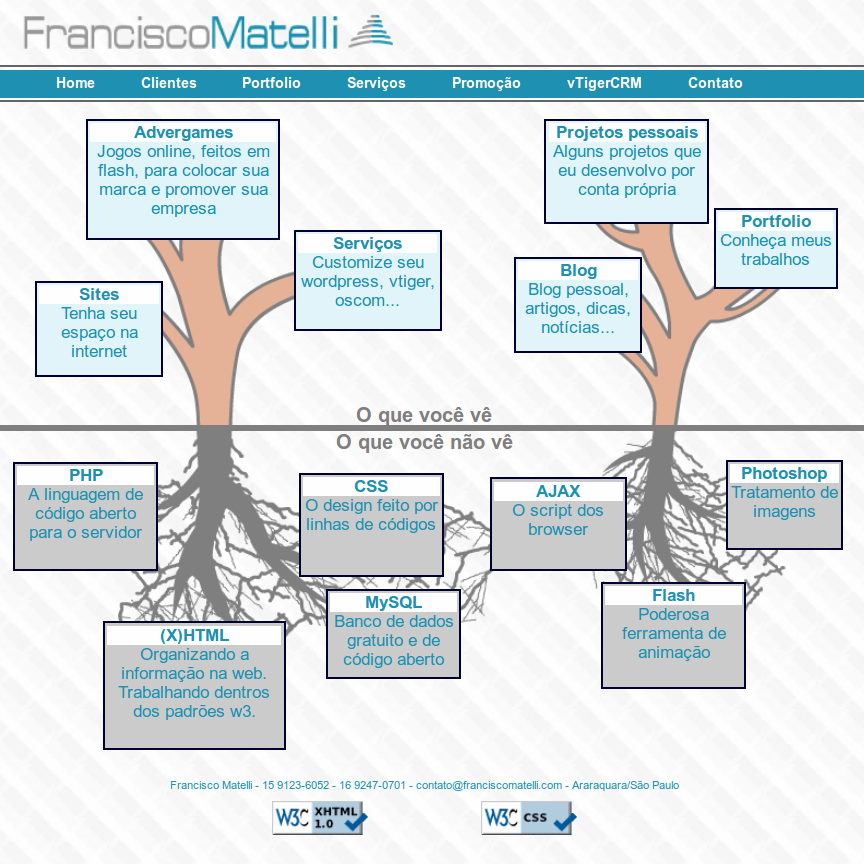 FranciscoMatelli
Home Clientes Portfolio Serviços Promoção vTigerCRM Contato
Advergames
Jogos online, feitos em
flash, para colocar sua
marca e promover sua
empresa
Projetos pessoais
Alguns projetos que
eu desenvolvo por
conta própria
Portfolio
Conheça meus
trabalhos
Serviços
Customize seu
wordpress, vtiger,
oscom...
Blog
Blog pessoal,
artigos, dicas,
notícias...
Sites
Tenha seu
espaço na
internet
O que você vê
O que você não vê
PHP
A linguagem de
código aberto
para o servidor
CSS
O design feito por
linhas de códigos
AJAX
O script dos
browser
Photoshop
Tratamento de
imagens
MySQL
Banco de dados
gratuito e de
código aberto
Flash
Poderosa
ferramenta de
animação
(X)HTML
Organizando a
informação na web.
Trabalhando dentros
dos padrões w3.
Francisco Matelli - 15 9123-6052 - 16 9247-0701 - contato@franciscomatelli.com - Araraquara/São Paulo
W3C XHTML 1.0
W3C CSS